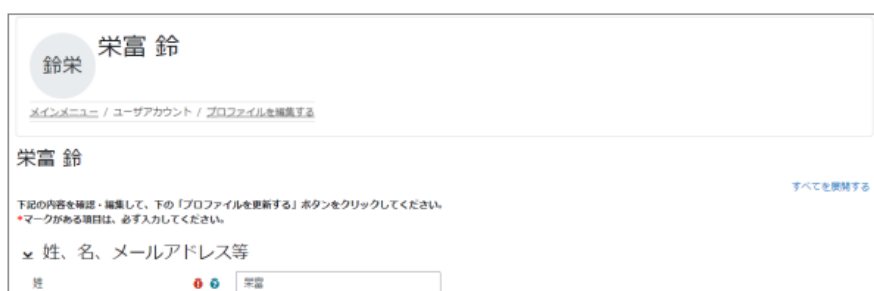 栄富 鈴
鈴栄
メインメニュー / ユーザアカウント / プロファイルを編集する
栄富 鈴
すべてを展開する
下記の内容を確認・編集して、下の「プロファイルを更新する」ボタンをクリックしてください。
*マークがある項目は、必ず入力してください。
姓、名、メールアドレス等
姓 栄富